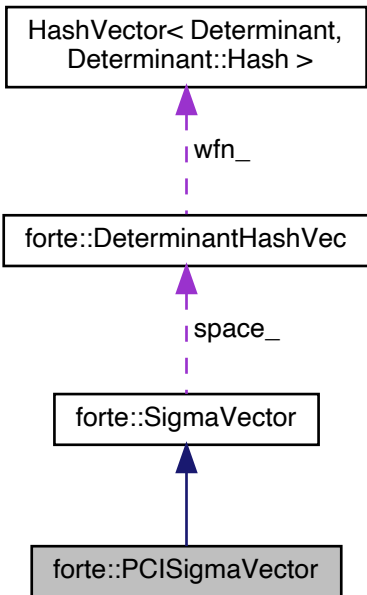 HashVector< Determinant,
Determinant::Hash >
wfn_
forte::DeterminantHashVec
space_
forte::SigmaVector
forte::PCISigmaVector